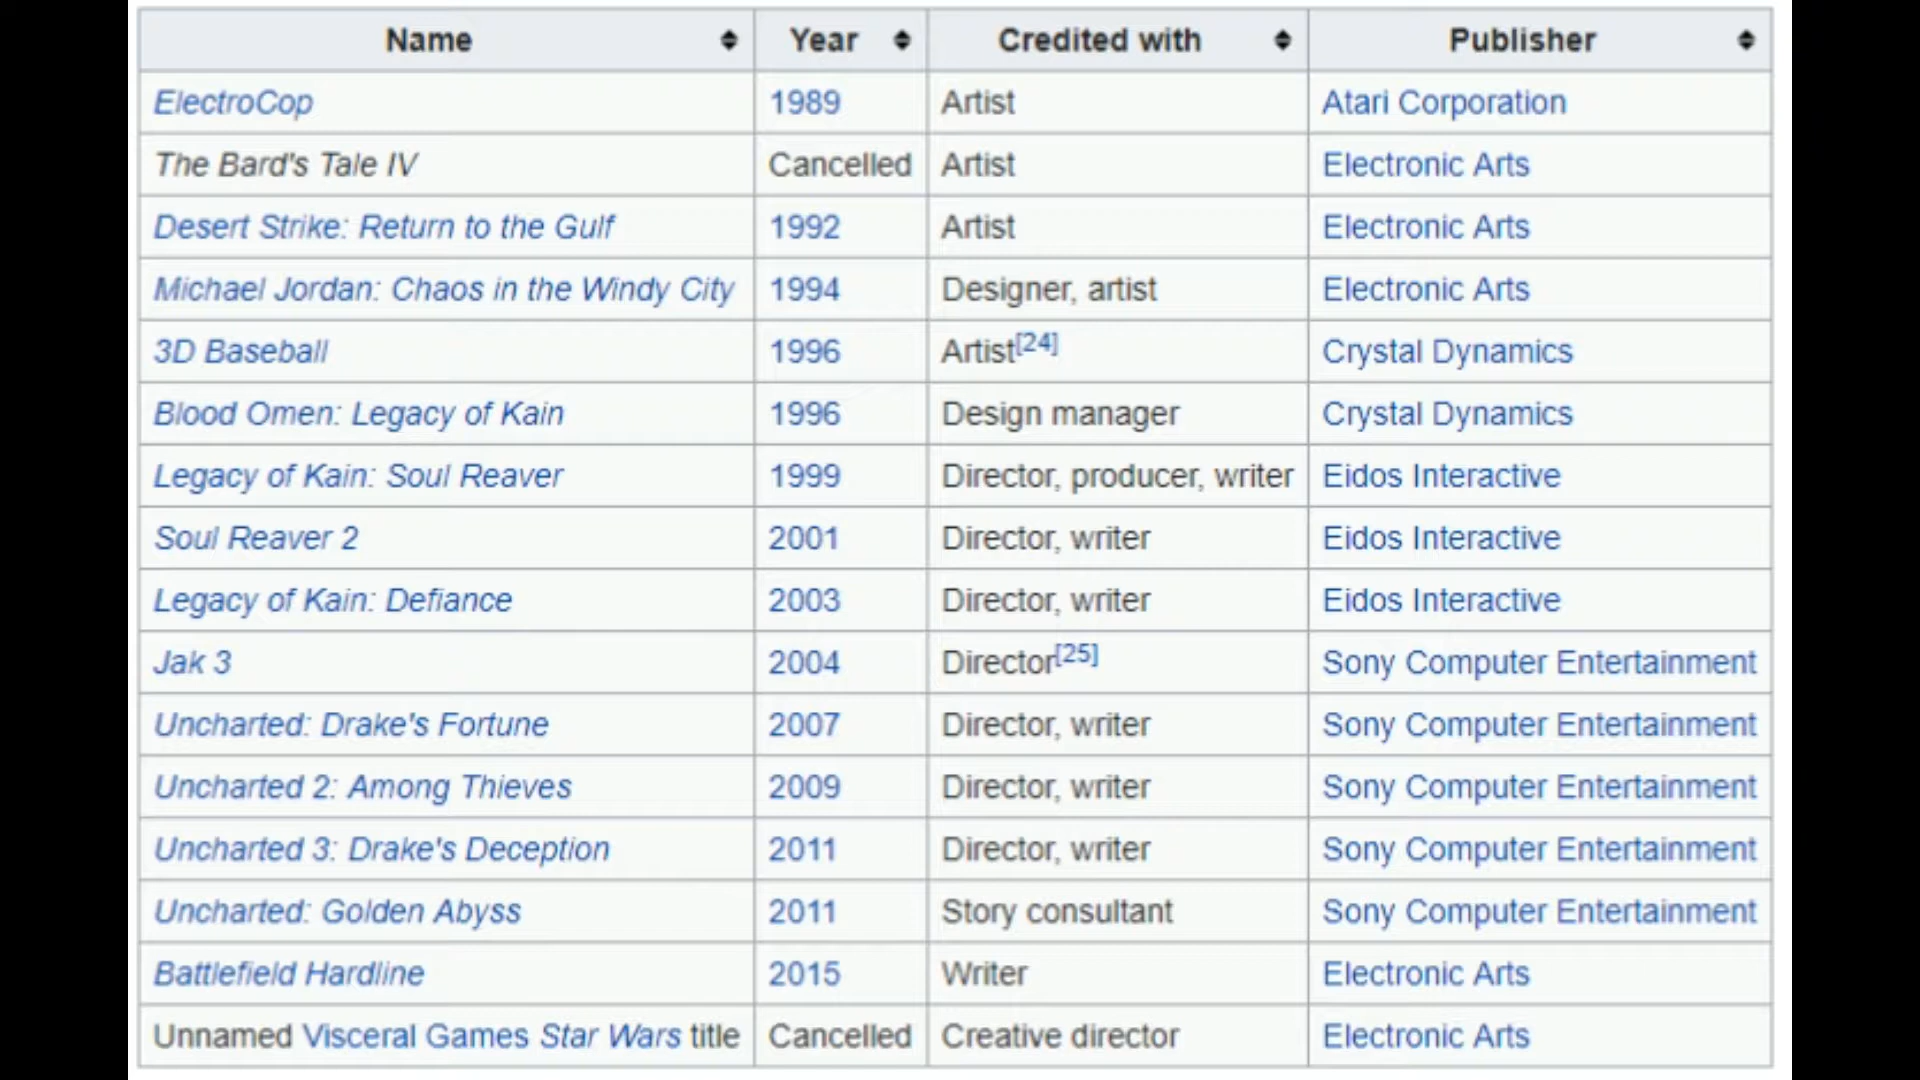 Name Year Credited with Publisher
ElectroCop 1989 Artist Atari Corporation
The Bard's Tale IV Cancelled Artist Electronic Arts
Desert Strike: Return to the Gulf 1992 Artist Electronic Arts
Michael Jordan: Chaos in the Windy City 1994 Designer, artist Electronic Arts
3D Baseball 1996 Artist[24] Crystal Dynamics
Blood Omen: Legacy of Kain 1996 Design manager Crystal Dynamics
Legacy of Kain: Soul Reaver 1999 Director, producer, writer Eidos Interactive
Soul Reaver 2 2001 Director, writer Eidos Interactive
Legacy of Kain: Defiance 2003 Director, writer Eidos Interactive
Jak 3 2004 Director[25] Sony Computer Entertainment
Uncharted: Drake's Fortune 2007 Director, writer Sony Computer Entertainment
Uncharted 2: Among Thieves 2009 Director, writer Sony Computer Entertainment
Uncharted 3: Drake's Deception 2011 Director, writer Sony Computer Entertainment
Uncharted: Golden Abyss 2011 Story consultant Sony Computer Entertainment
Battlefield Hardline 2015 Writer Electronic Arts
Unnamed Visceral Games Star Wars title Cancelled Creative director Electronic Arts